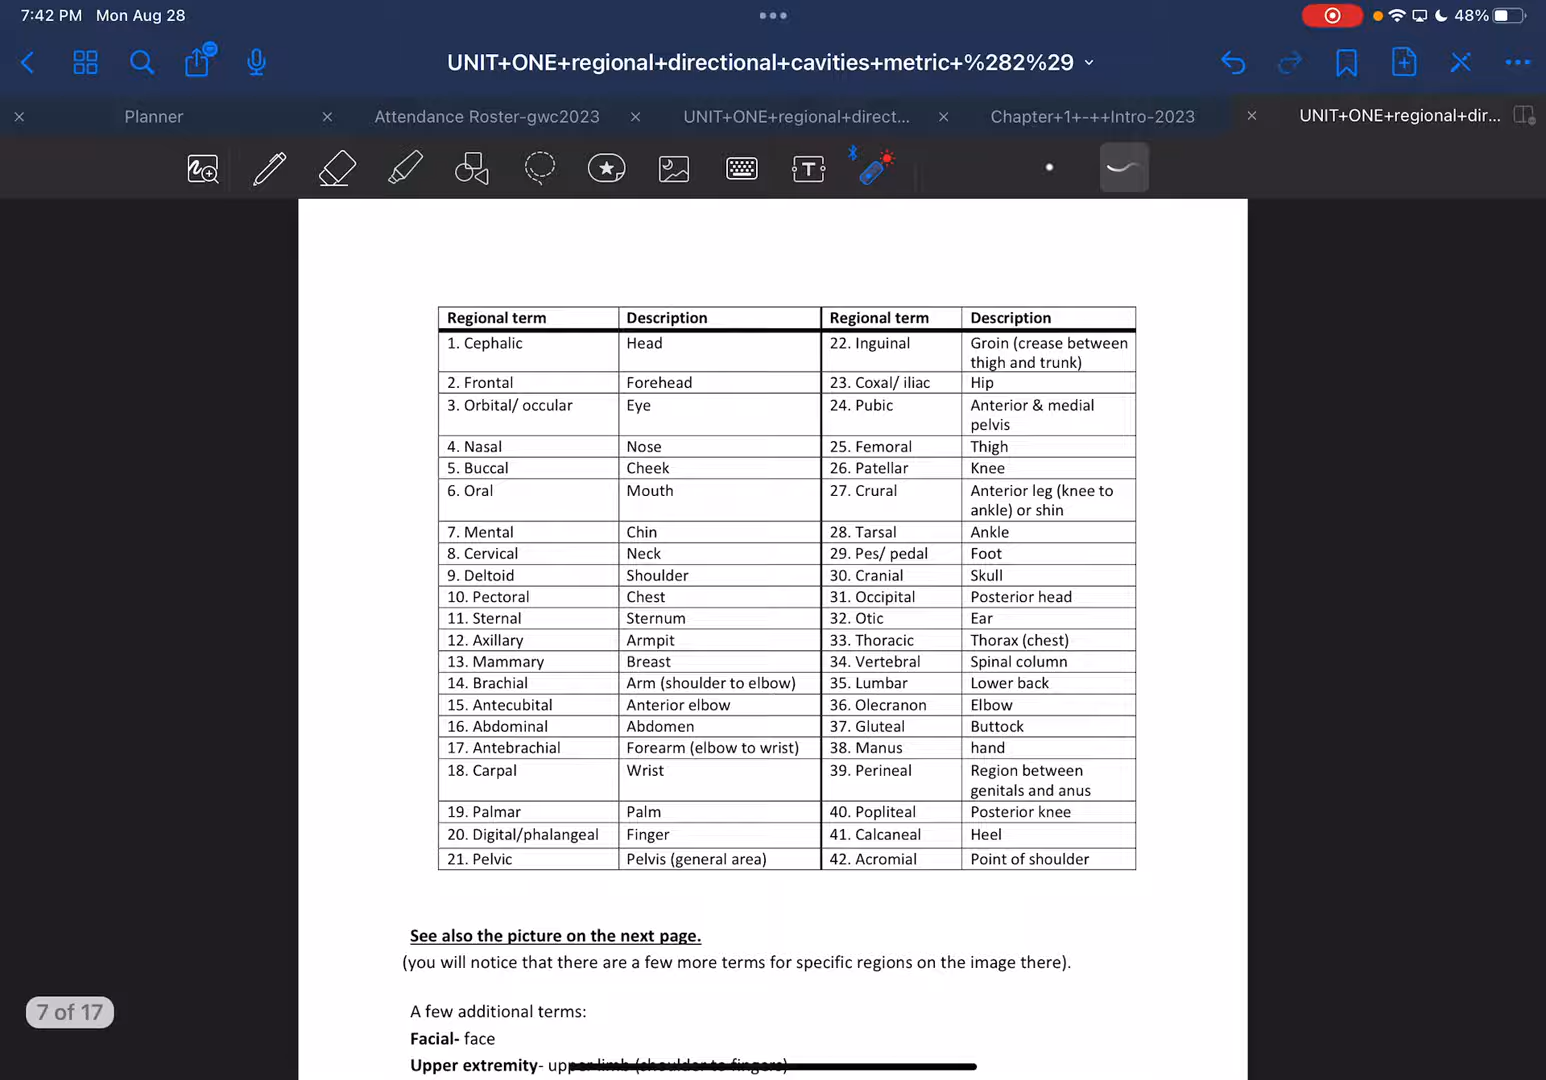 7:42 PM Mon Aug 28
48%
UNIT+ONE+regional+directional+cavities+metric+%282%29
Planner
Attendance Roster-gwc2023
UNIT+ONE+regional+direct...
Chapter+1+-++Intro-2023
UNIT+ONE+regional+dir...
T
Regional term Description Regional term Description
1. Cephalic Head 22. Inguinal Groin (crease between
thigh and trunk)
2. Frontal Forehead 23. Coxal/ iliac Hip
3. Orbital/ occular Eye 24. Pubic Anterior & medial
pelvis
4. Nasal Nose 25. Femoral Thigh
5. Buccal Cheek 26. Patellar Knee
6. Oral Mouth 27. Crural Anterior leg (knee to
ankle) or shin
7. Mental Chin 28. Tarsal Ankle
8. Cervical Neck 29. Pes/ pedal Foot
9. Deltoid Shoulder 30. Cranial Skull
10. Pectoral Chest 31. Occipital Posterior head
11. Sternal Sternum 32. Otic Ear
12. Axillary Armpit 33. Thoracic Thorax (chest)
13. Mammary Breast 34. Vertebral Spinal column
14. Brachial Arm (shoulder to elbow) 35. Lumbar Lower back
15. Antecubital Anterior elbow 36. Olecranon Elbow
16. Abdominal Abdomen 37. Gluteal Buttock
17. Antebrachial Forearm (elbow to wrist) 38. Manus hand
18. Carpal Wrist 39. Perineal Region between
genitals and anus
19. Palmar Palm 40. Popliteal Posterior knee
20. Digital/phalangeal Finger 41. Calcaneal Heel
21. Pelvic Pelvis (general area) 42. Acromial Point of shoulder
See also the picture on the next page.
(you will notice that there are a few more terms for specific regions on the image there).
7 of 17
A few additional terms:
Facial- face
Upper extremity- upper limb (shoulder to fingers)